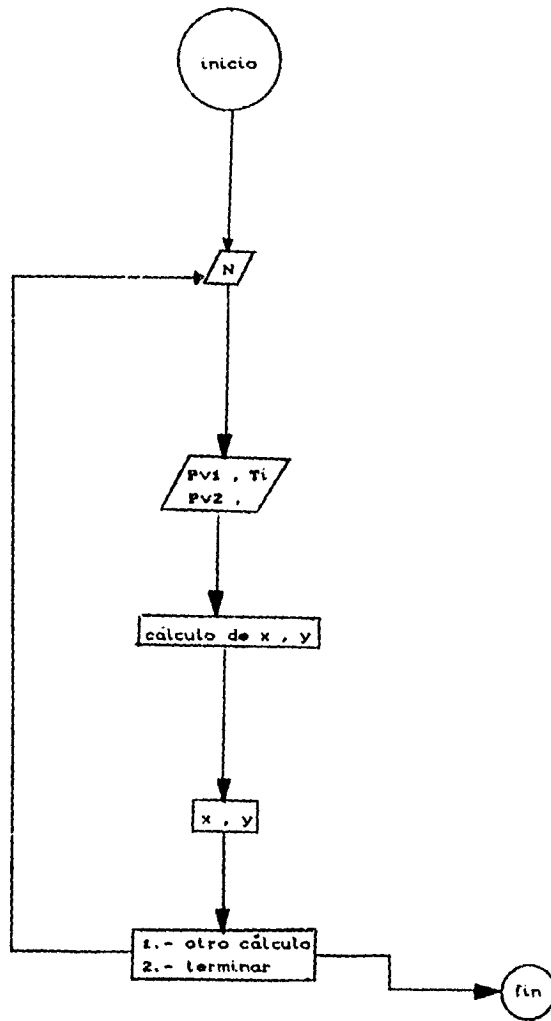 inicio
N
Pv1 , Ti
Pv2 ,
cálculo de x , y
x , y
1.- otro cálculo
2.- terminar
fin